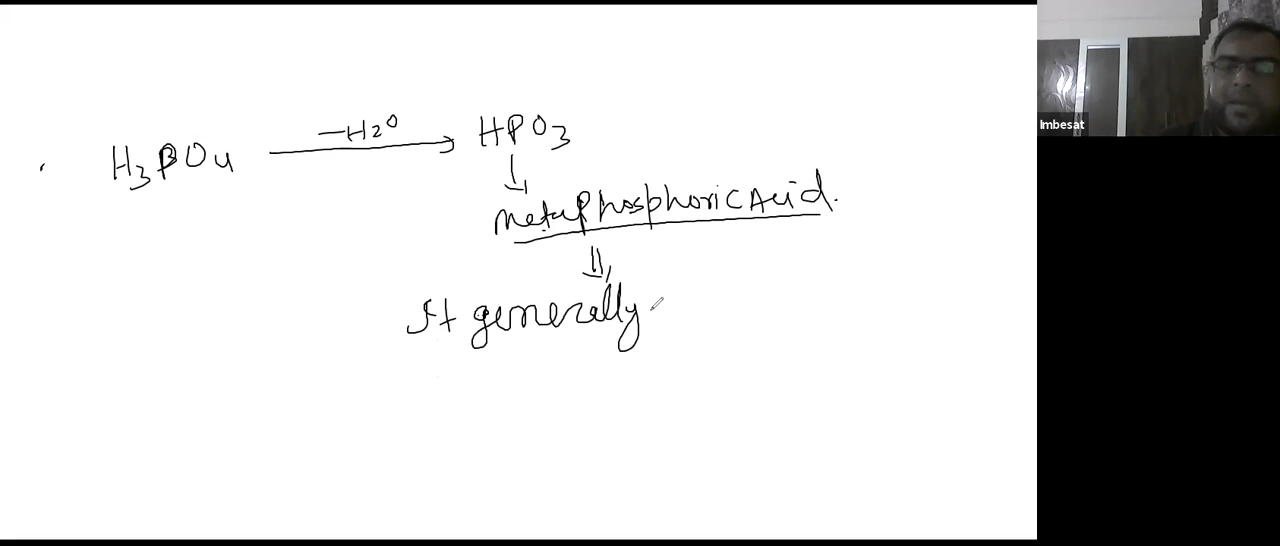 H3PO4 —H2O HPO3
Metaphosphoric Acid.
It generally
Imbesat